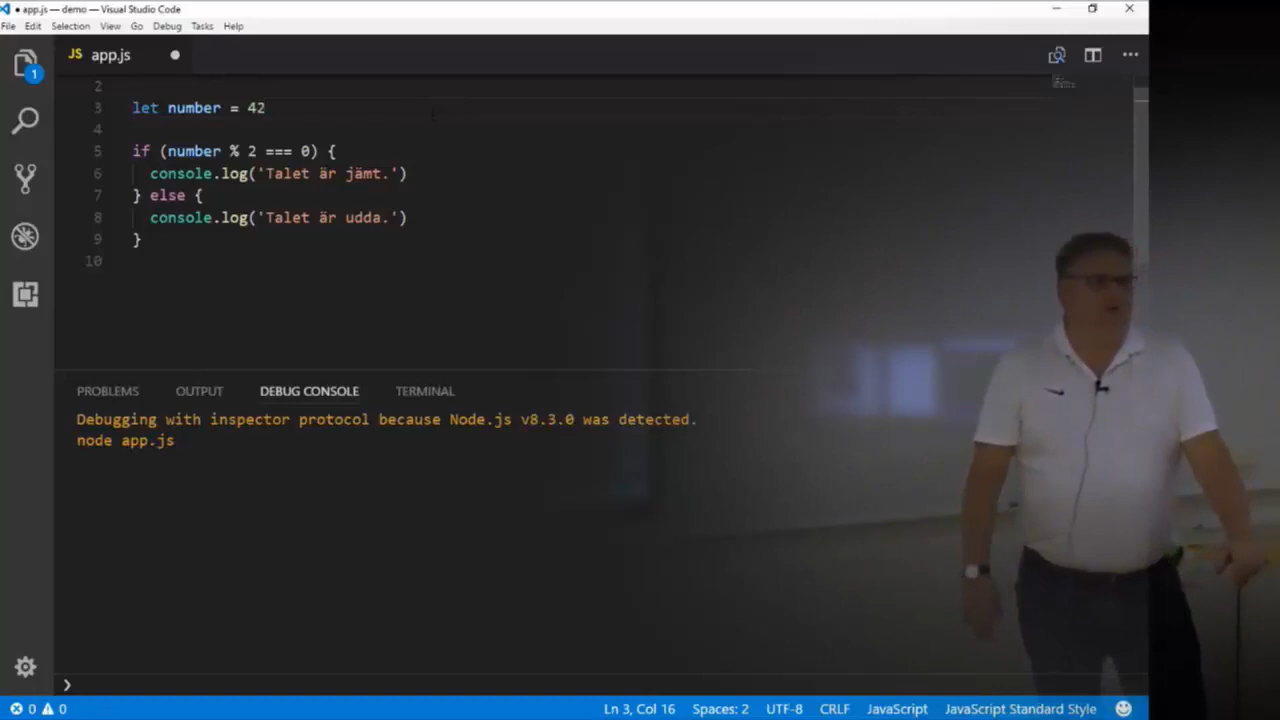 ● app.js — demo — Visual Studio Code
File Edit Selection View Go Debug Tasks Help
1
JS app.js ●
2
3 let number = 42
4
5 if (number % 2 === 0) {
6 console.log('Talet är jämt.')
7 } else {
8 console.log('Talet är udda.')
9 }
10
PROBLEMS OUTPUT DEBUG CONSOLE TERMINAL
Debugging with inspector protocol because Node.js v8.3.0 was detected.
node app.js
❯
0 0 Ln 3, Col 16 Spaces: 2 UTF-8 CRLF JavaScript JavaScript Standard Style